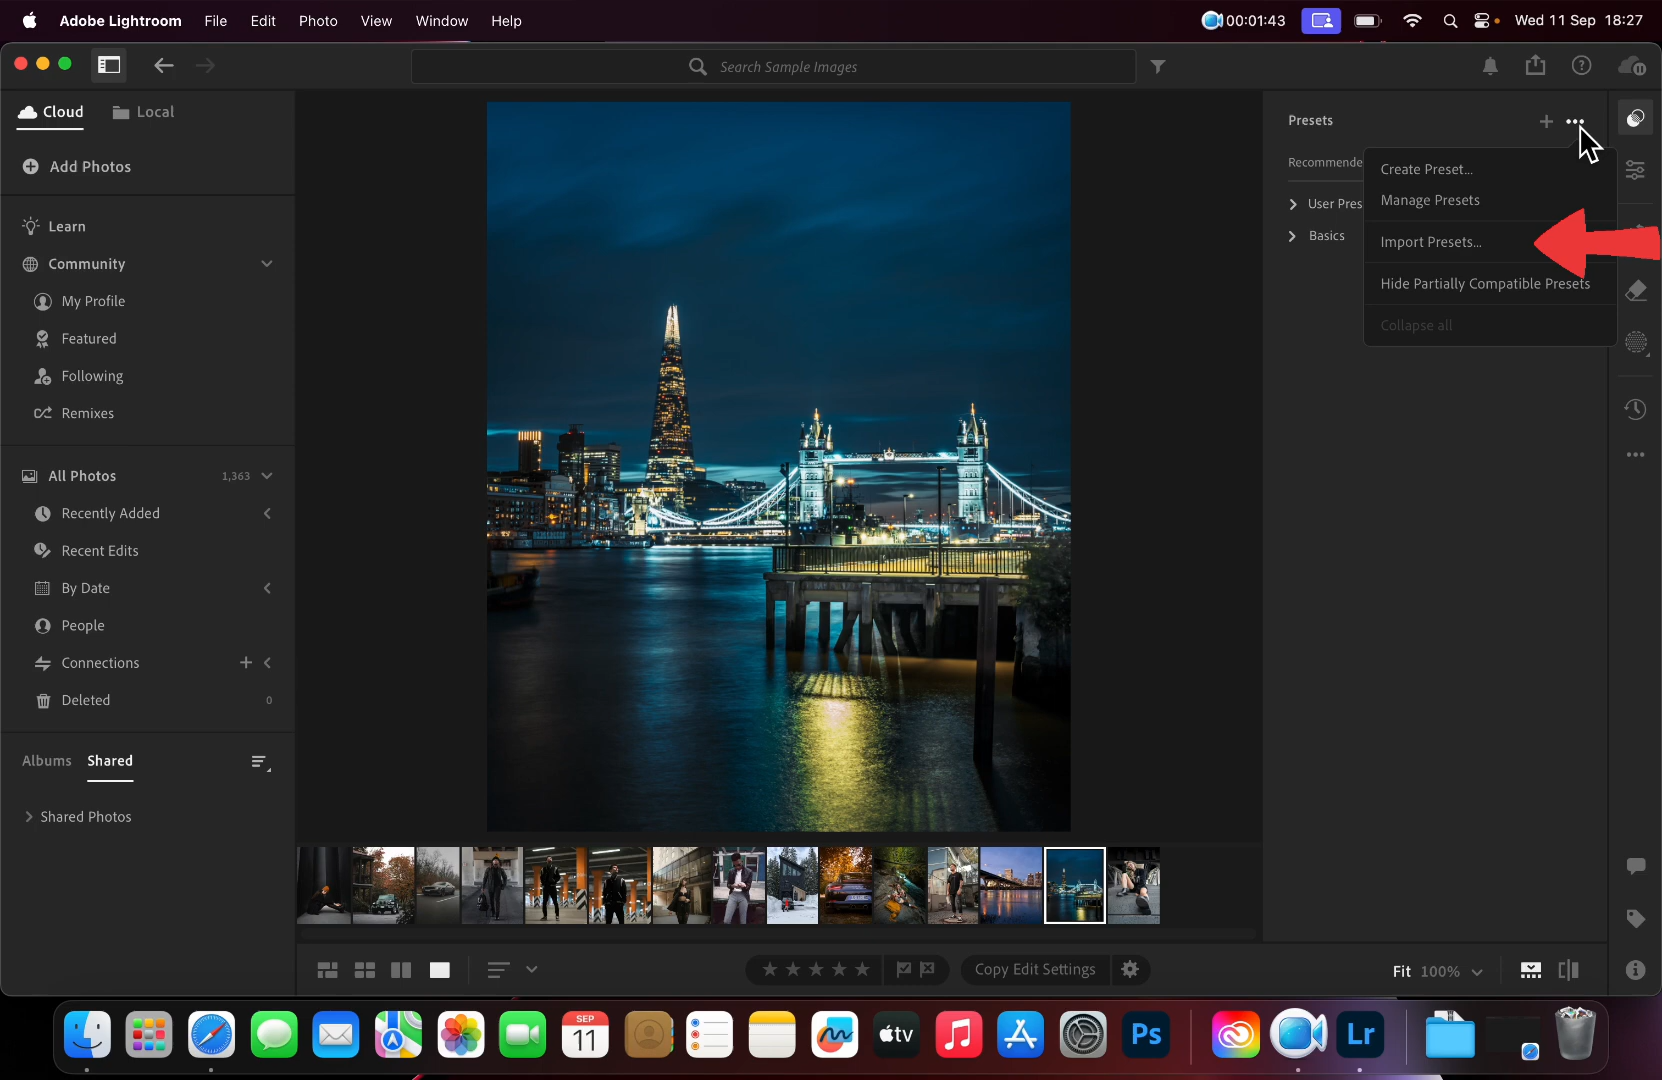 Adobe Lightroom File Edit Photo View Window Help 00:01:43 Wed 11 Sep 18:27
Search Sample Images
Cloud Local
Add Photos
Learn
Community
My Profile
Featured
Following
Remixes
All Photos 1,363
Recently Added
Recent Edits
By Date
People
Connections
Deleted 0
Albums Shared
Shared Photos
Presets
Recommende
User Pres
Basics
Create Preset...
Manage Presets
Import Presets...
Hide Partially Compatible Presets
Collapse all
Copy Edit Settings
Fit 100%
SEP
11
tv
Ps
Lr